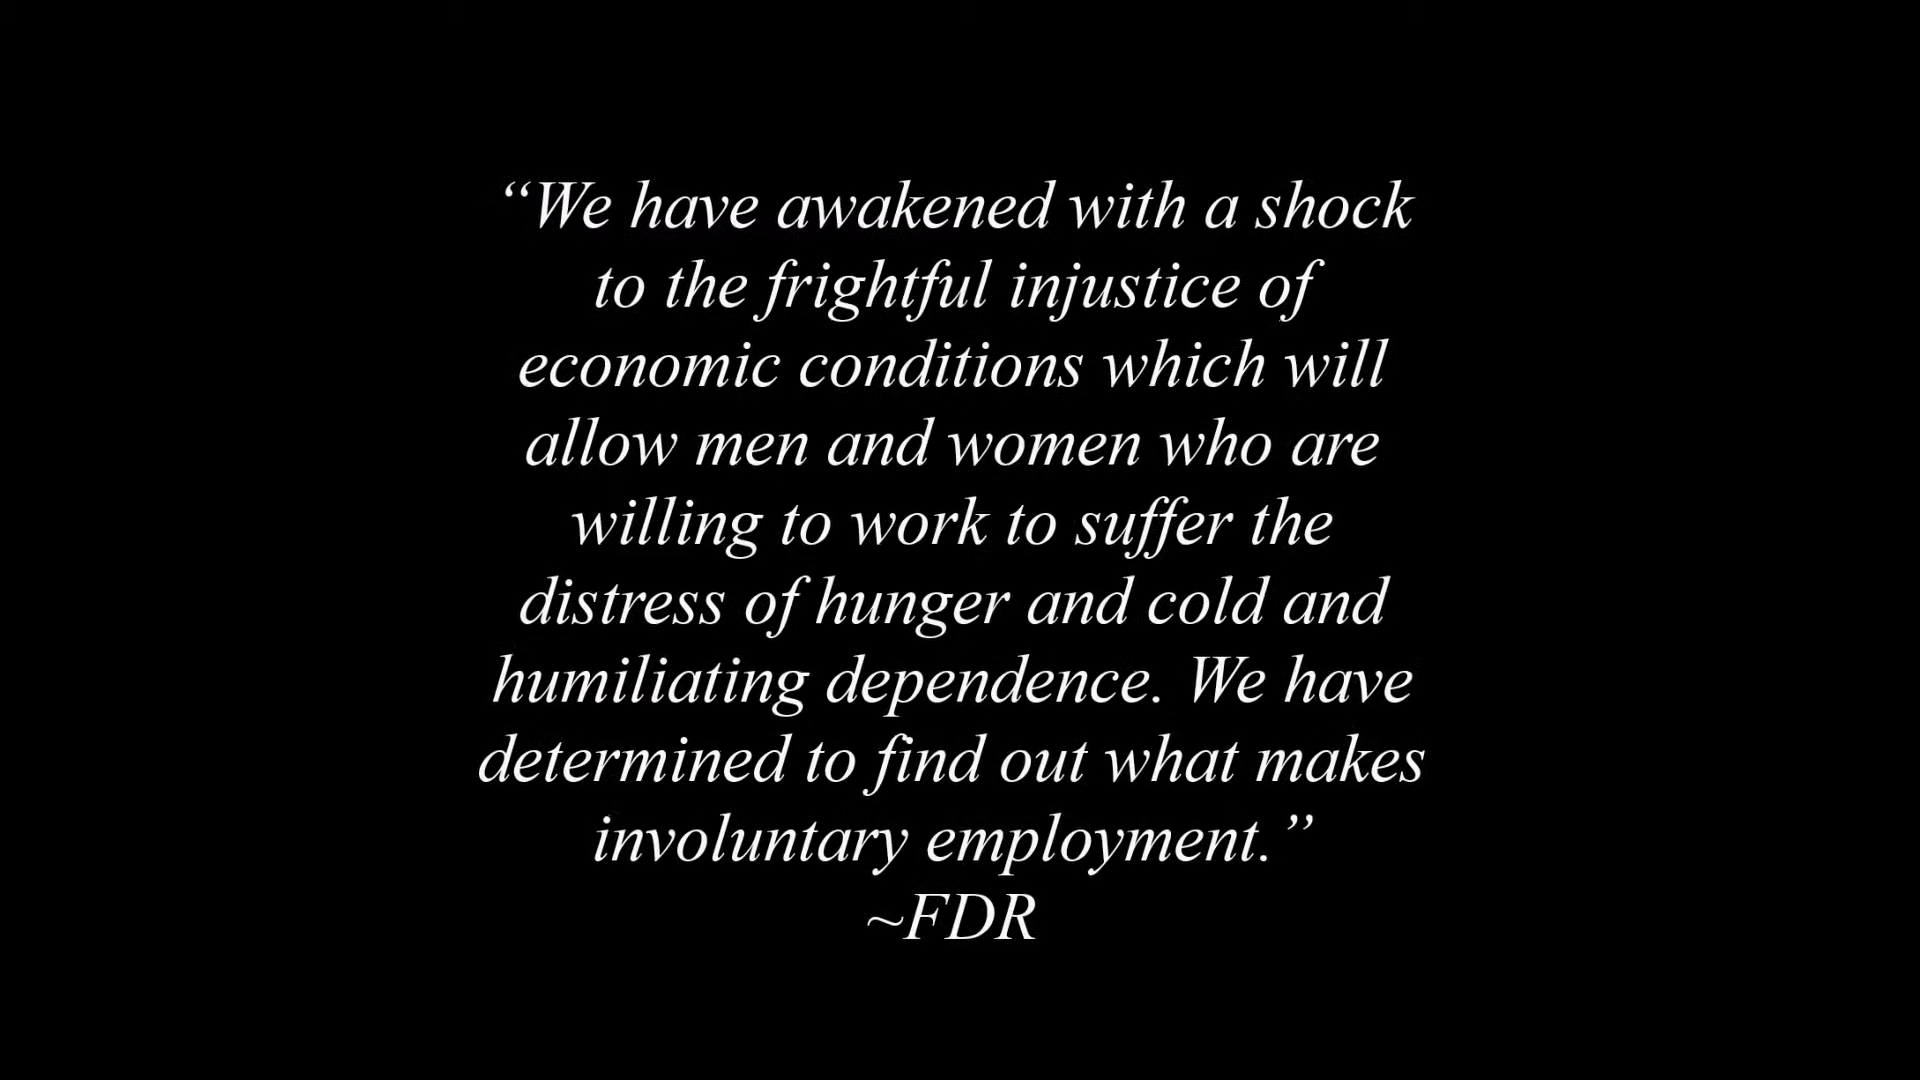 “We have awakened with a shock
to the frightful injustice of
economic conditions which will
allow men and women who are
willing to work to suffer the
distress of hunger and cold and
humiliating dependence. We have
determined to find out what makes
involuntary employment.”
~FDR